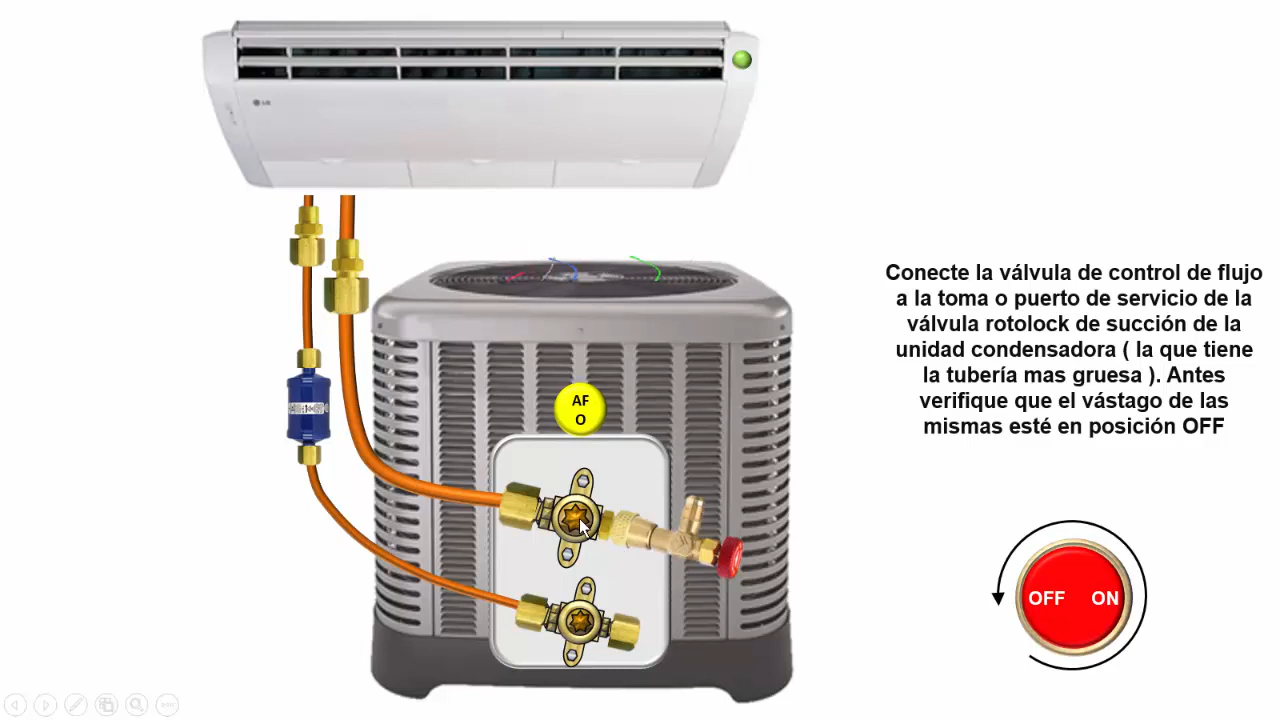 LG
Conecte la válvula de control de flujo
a la toma o puerto de servicio de la
válvula rotolock de succión de la
unidad condensadora ( la que tiene
la tubería mas gruesa ). Antes
verifique que el vástago de las
mismas esté en posición OFF
AF
O
OFF ON